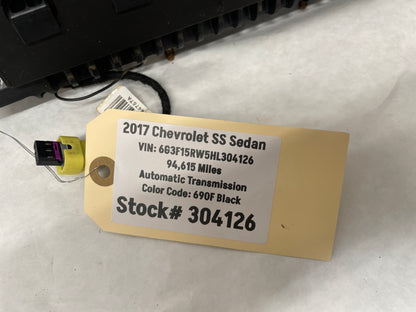 2017 Chevrolet SS Sedan
VIN: 6G3F15RW5HL304126
94,615 Miles
Automatic Transmission
Color Code: 690F Black
Stock# 304126